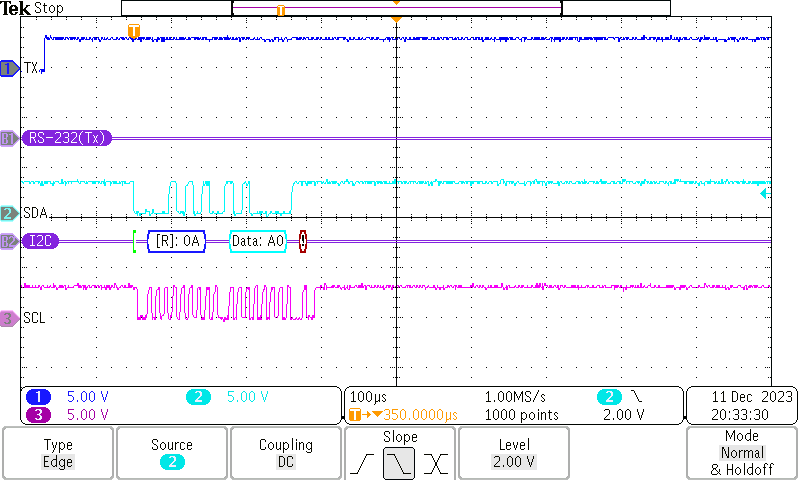 Tek Stop
T
T
1 TX
B1 RS-232(Tx)
2 SDA
B2 I2C [R]: 0A Data: A0 !
3 SCL
1 5.00 V 2 5.00 V
3 5.00 V
100µs 1.00MS/s
T→▼350.0000µs 1000 points
2 \
2.00 V
11 Dec 2023
20:33:30
Type
Edge
Source
2
Coupling
DC
Slope
Level
2.00 V
Mode
Normal
& Holdoff